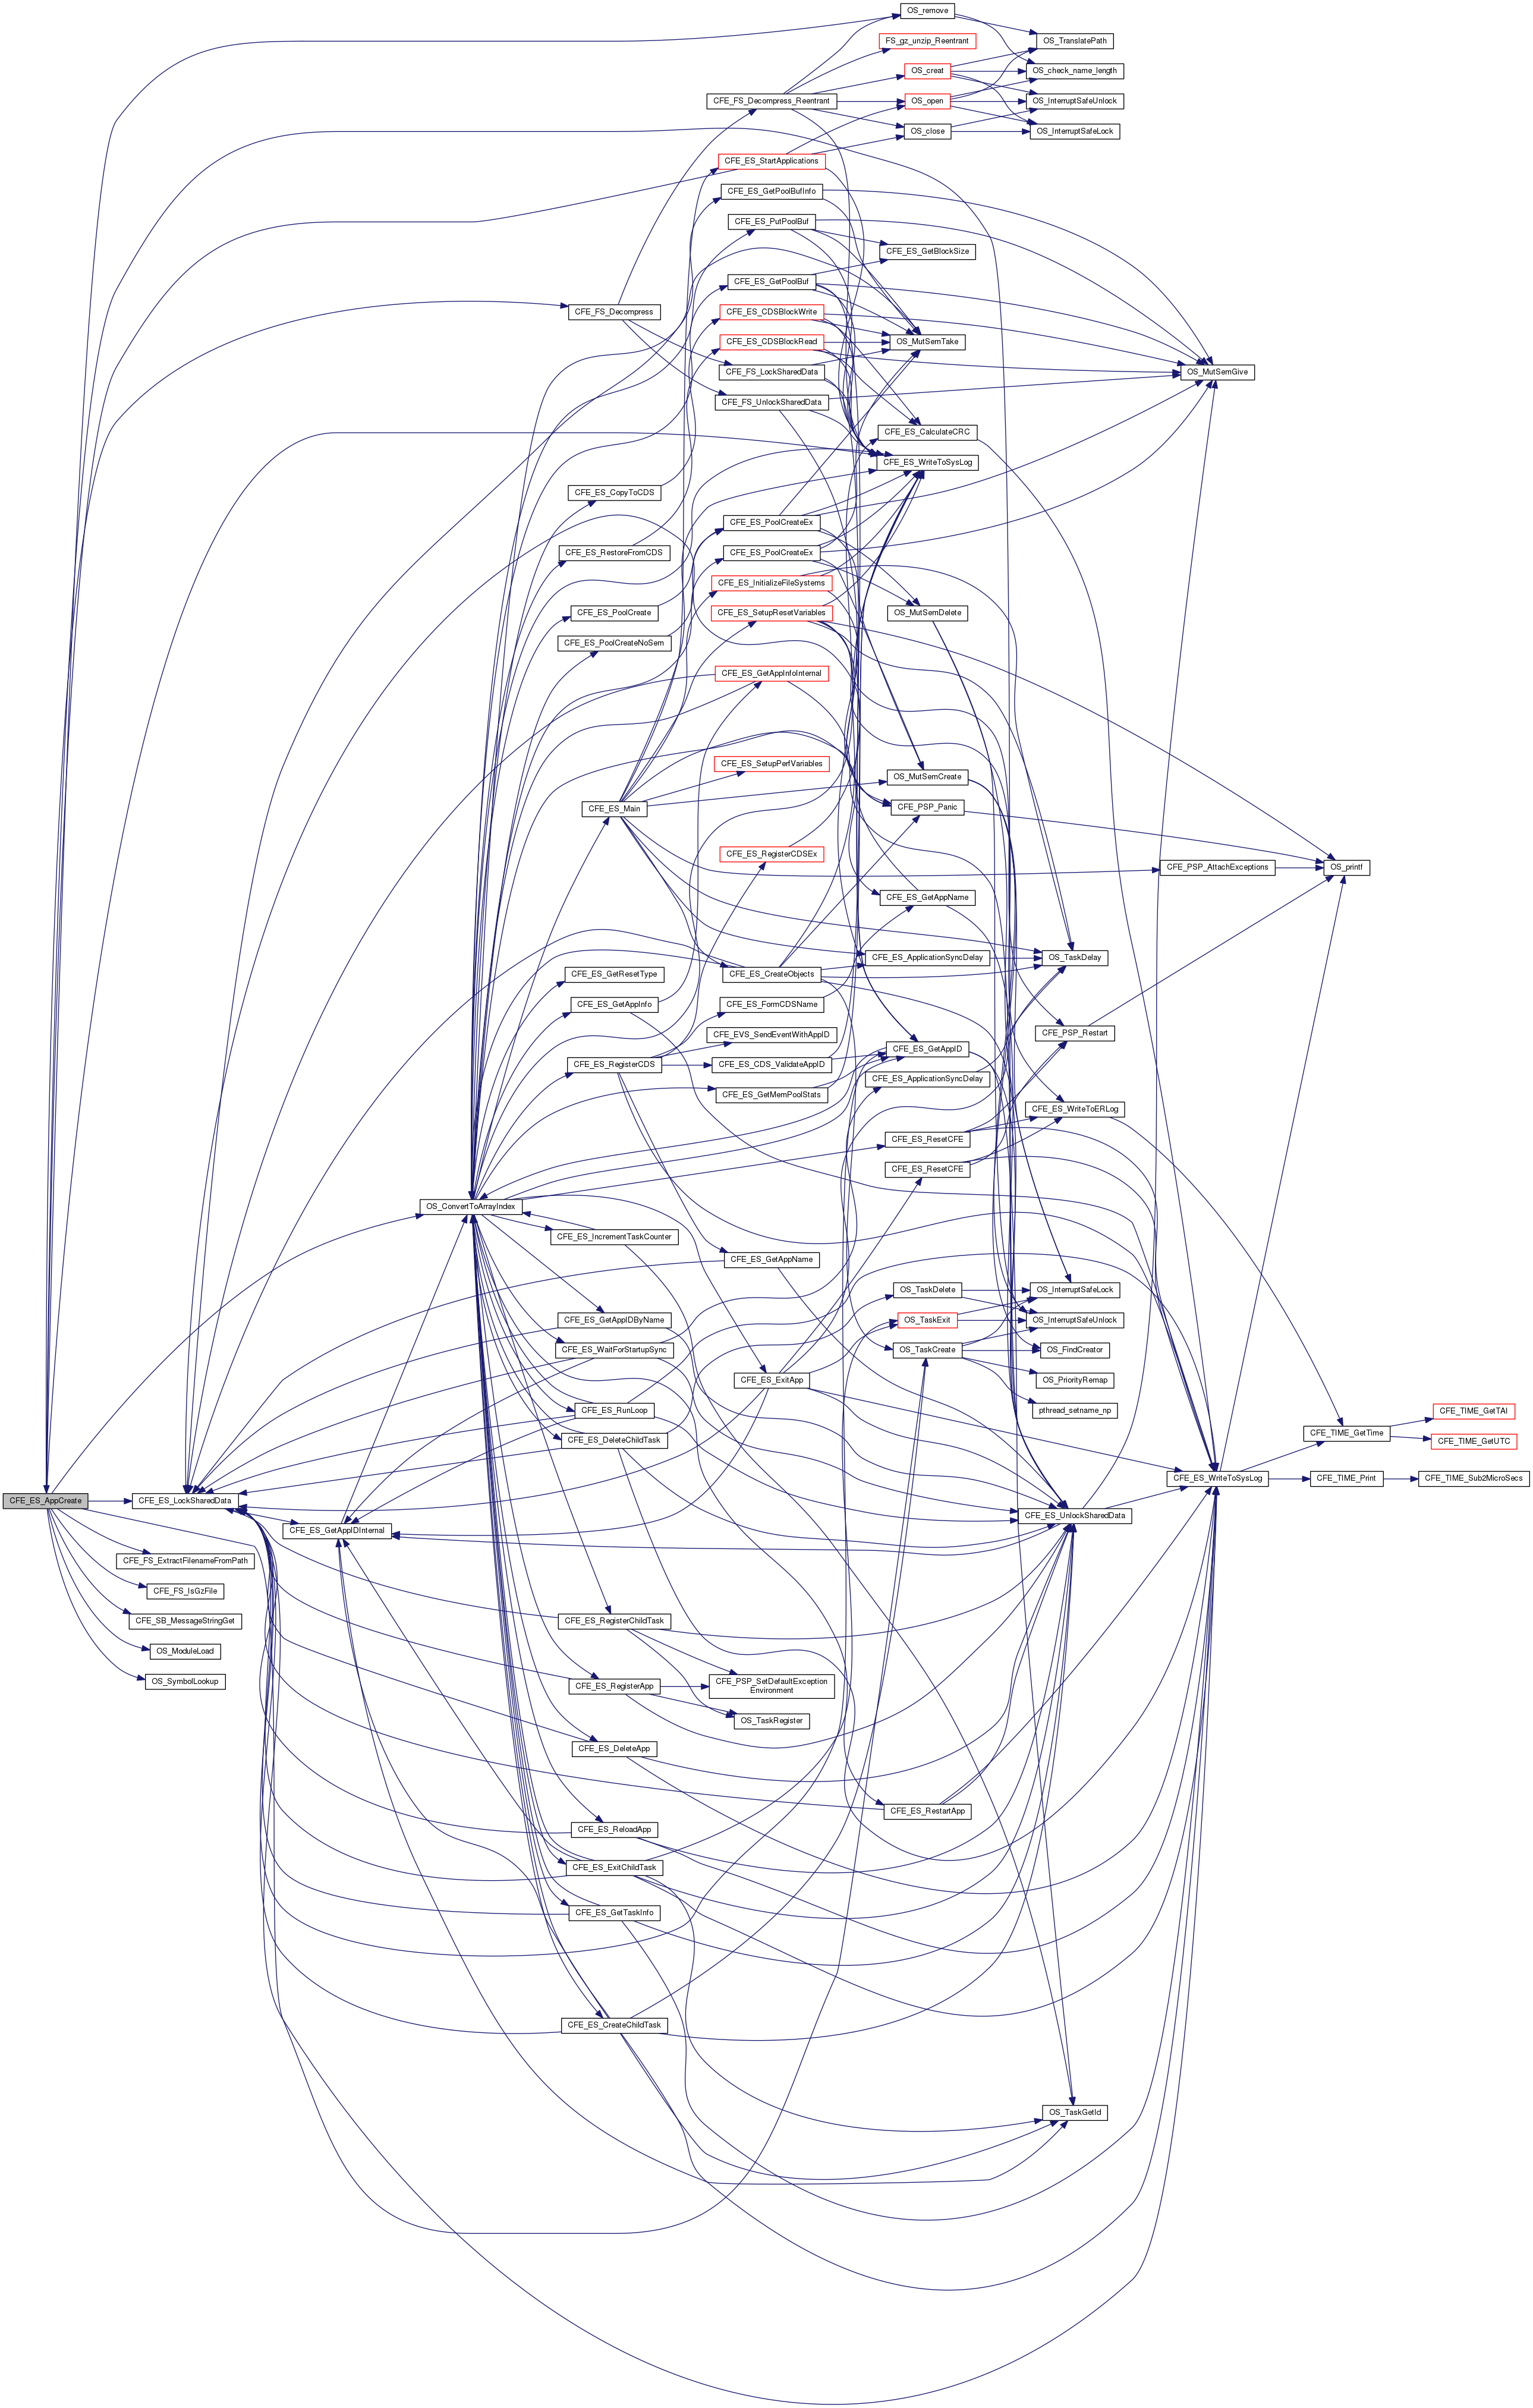 OS_remove
FS_gz_unzip_Reentrant
OS_TranslatePath
OS_creat
OS_check_name_length
CFE_FS_Decompress_Reentrant
OS_open
OS_InterruptSafeUnlock
OS_close
OS_InterruptSafeLock
CFE_ES_StartApplications
CFE_ES_GetPoolBufInfo
CFE_ES_PutPoolBuf
CFE_ES_GetBlockSize
CFE_ES_GetPoolBuf
CFE_FS_Decompress
CFE_ES_CDSBlockWrite
CFE_ES_CDSBlockRead
OS_MutSemTake
CFE_FS_LockSharedData
OS_MutSemGive
CFE_FS_UnlockSharedData
CFE_ES_CalculateCRC
CFE_ES_WriteToSysLog
CFE_ES_CopyToCDS
CFE_ES_PoolCreateEx
CFE_ES_RestoreFromCDS
CFE_ES_PoolCreateEx
CFE_ES_InitializeFileSystems
CFE_ES_PoolCreate
CFE_ES_SetupResetVariables
OS_MutSemDelete
CFE_ES_PoolCreateNoSem
CFE_ES_GetAppInfoInternal
CFE_ES_SetupPerfVariables
OS_MutSemCreate
CFE_ES_Main
CFE_PSP_Panic
CFE_ES_RegisterCDSEx
CFE_PSP_AttachExceptions
OS_printf
CFE_ES_GetAppName
CFE_ES_ApplicationSyncDelay
OS_TaskDelay
CFE_ES_GetResetType
CFE_ES_CreateObjects
CFE_ES_GetAppInfo
CFE_ES_FormCDSName
CFE_PSP_Restart
CFE_EVS_SendEventWithAppID
CFE_ES_GetAppID
CFE_ES_RegisterCDS
CFE_ES_CDS_ValidateAppID
CFE_ES_ApplicationSyncDelay
CFE_ES_GetMemPoolStats
CFE_ES_WriteToERLog
CFE_ES_ResetCFE
CFE_ES_ResetCFE
OS_ConvertToArrayIndex
CFE_ES_IncrementTaskCounter
CFE_ES_GetAppName
OS_TaskDelete
OS_InterruptSafeLock
CFE_ES_GetAppIDByName
OS_TaskExit
OS_InterruptSafeUnlock
CFE_ES_WaitForStartupSync
OS_TaskCreate
OS_FindCreator
CFE_ES_ExitApp
OS_PriorityRemap
CFE_ES_RunLoop
pthread_setname_np
CFE_TIME_GetTAI
CFE_ES_DeleteChildTask
CFE_TIME_GetTime
CFE_TIME_GetUTC
CFE_ES_WriteToSysLog
CFE_TIME_Print
CFE_TIME_Sub2MicroSecs
CFE_ES_AppCreate
CFE_ES_LockSharedData
CFE_ES_UnlockSharedData
CFE_ES_GetAppIDInternal
CFE_FS_ExtractFilenameFromPath
CFE_FS_IsGzFile
CFE_SB_MessageStringGet
CFE_ES_RegisterChildTask
OS_ModuleLoad
OS_SymbolLookup
CFE_ES_RegisterApp
CFE_PSP_SetDefaultException
Environment
OS_TaskRegister
CFE_ES_DeleteApp
CFE_ES_RestartApp
CFE_ES_ReloadApp
CFE_ES_ExitChildTask
CFE_ES_GetTaskInfo
CFE_ES_CreateChildTask
OS_TaskGetId